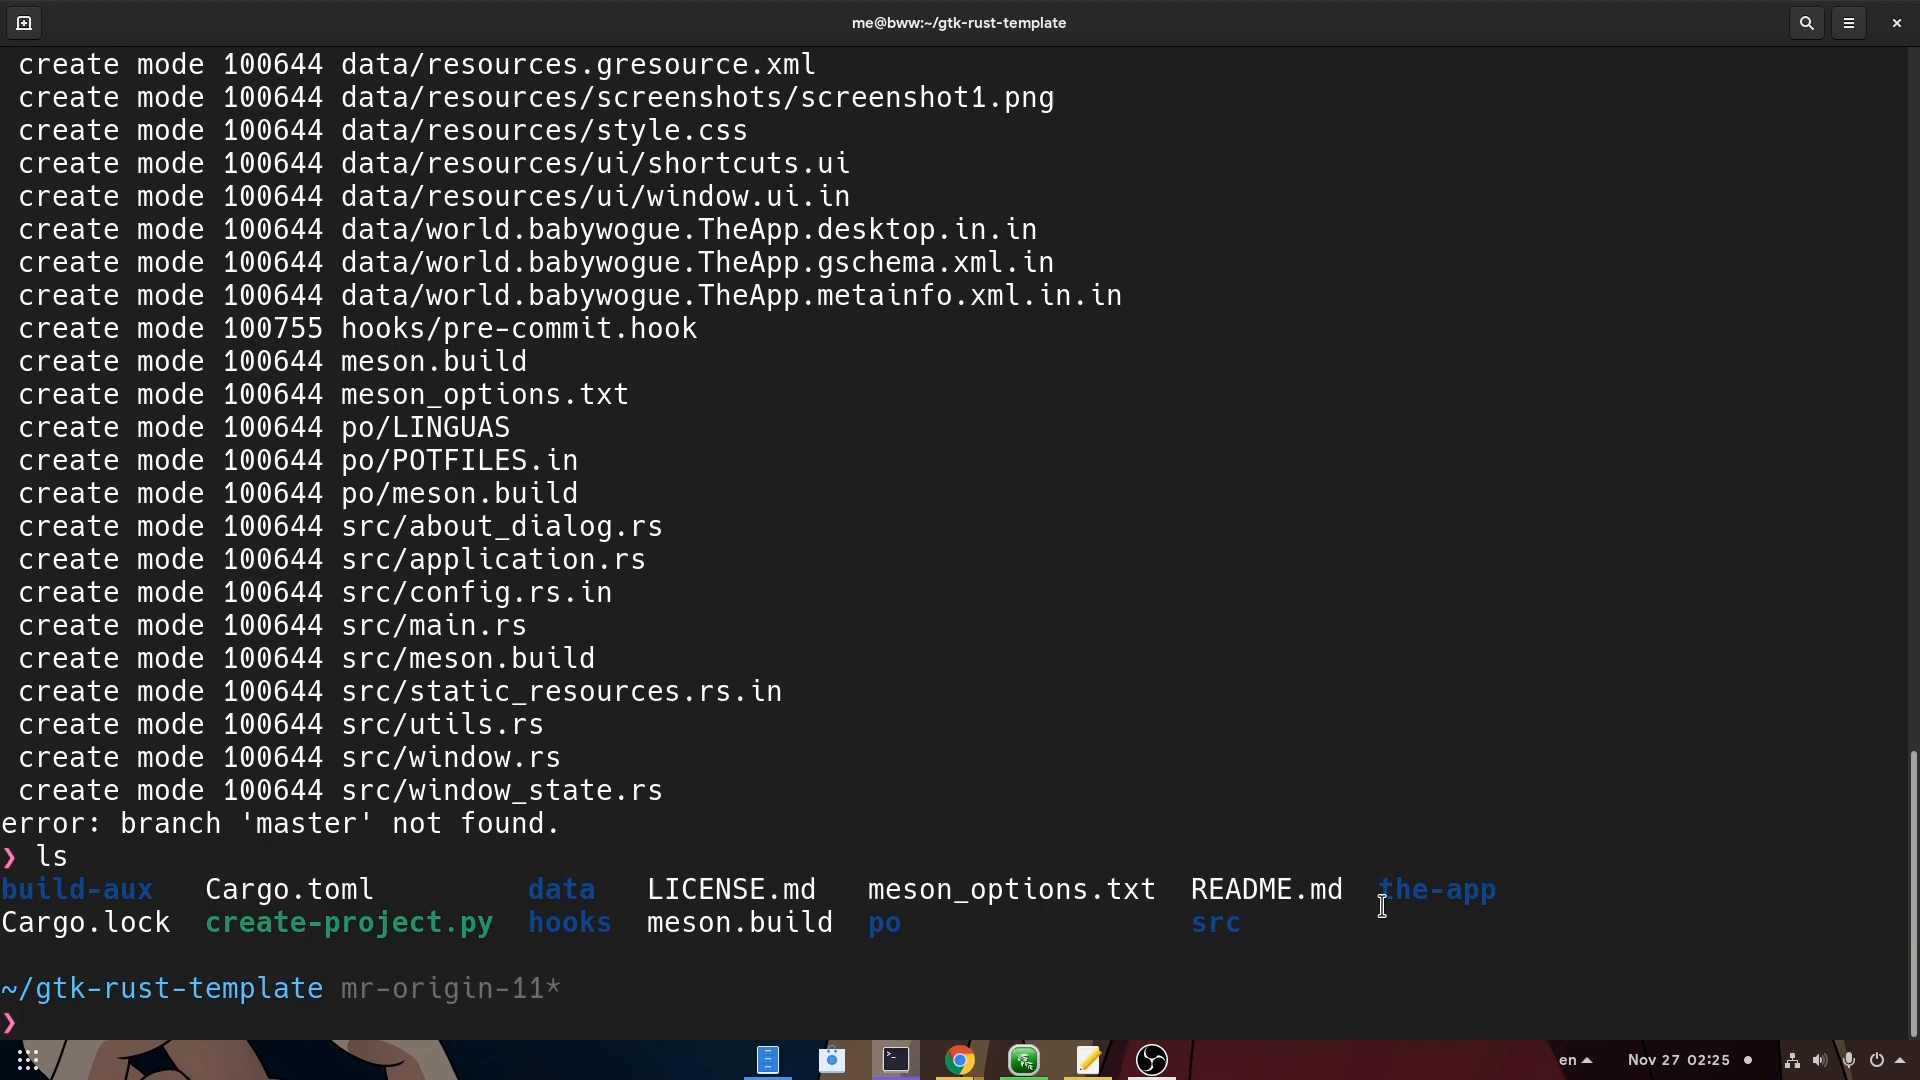 me@bww:~/gtk-rust-template
create mode 100644 data/resources.gresource.xml
create mode 100644 data/resources/screenshots/screenshot1.png
create mode 100644 data/resources/style.css
create mode 100644 data/resources/ui/shortcuts.ui
create mode 100644 data/resources/ui/window.ui.in
create mode 100644 data/world.babywogue.TheApp.desktop.in.in
create mode 100644 data/world.babywogue.TheApp.gschema.xml.in
create mode 100644 data/world.babywogue.TheApp.metainfo.xml.in.in
create mode 100755 hooks/pre-commit.hook
create mode 100644 meson.build
create mode 100644 meson_options.txt
create mode 100644 po/LINGUAS
create mode 100644 po/POTFILES.in
create mode 100644 po/meson.build
create mode 100644 src/about_dialog.rs
create mode 100644 src/application.rs
create mode 100644 src/config.rs.in
create mode 100644 src/main.rs
create mode 100644 src/meson.build
create mode 100644 src/static_resources.rs.in
create mode 100644 src/utils.rs
create mode 100644 src/window.rs
create mode 100644 src/window_state.rs
error: branch 'master' not found.
❯ ls
build-aux Cargo.toml data LICENSE.md meson_options.txt README.md the-app
Cargo.lock create-project.py hooks meson.build po src
~/gtk-rust-template mr-origin-11*
❯
en Nov 27 02:25